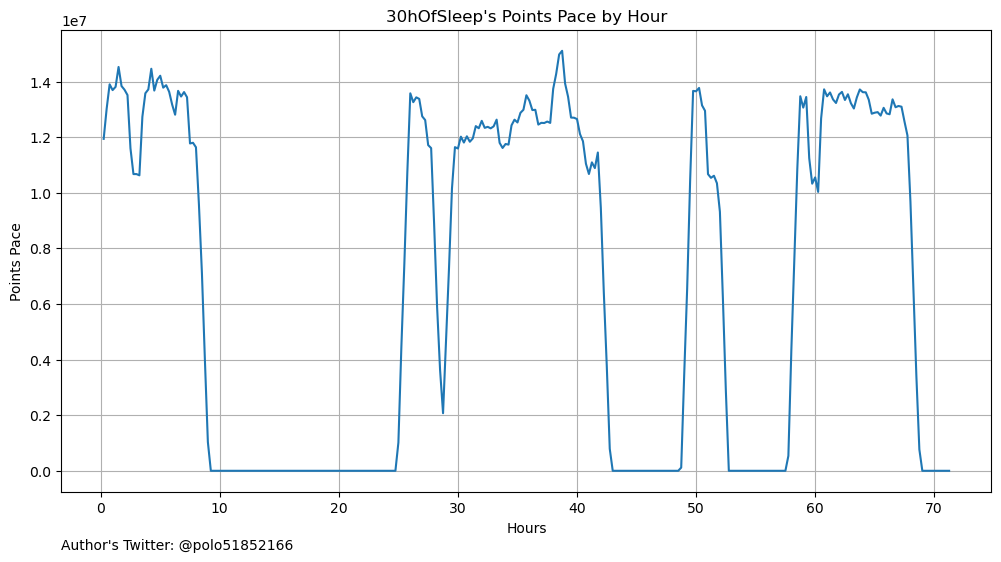 30hOfSleep's Points Pace by Hour
1e7
1.4
1.2
1.0
0.8
0.6
0.4
0.2
0.0
Points Pace
0 10 20 30 40 50 60 70
Hours
Author's Twitter: @polo51852166